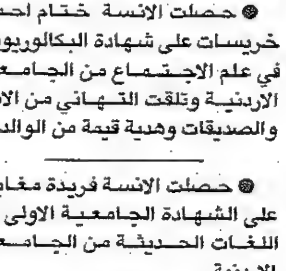 حصلت الانسة ختام احمد
خريسات على شهادة البكالوريوس
في علم الاجتماع من الجامعة
الاردنية وتلقت التهاني من الا
والصديقات وهدية قيمة من الوالد
حصلت الانسة فريدة مغا
على الشهادة الجامعية الاولى
اللغات الحديثة من الجامعة